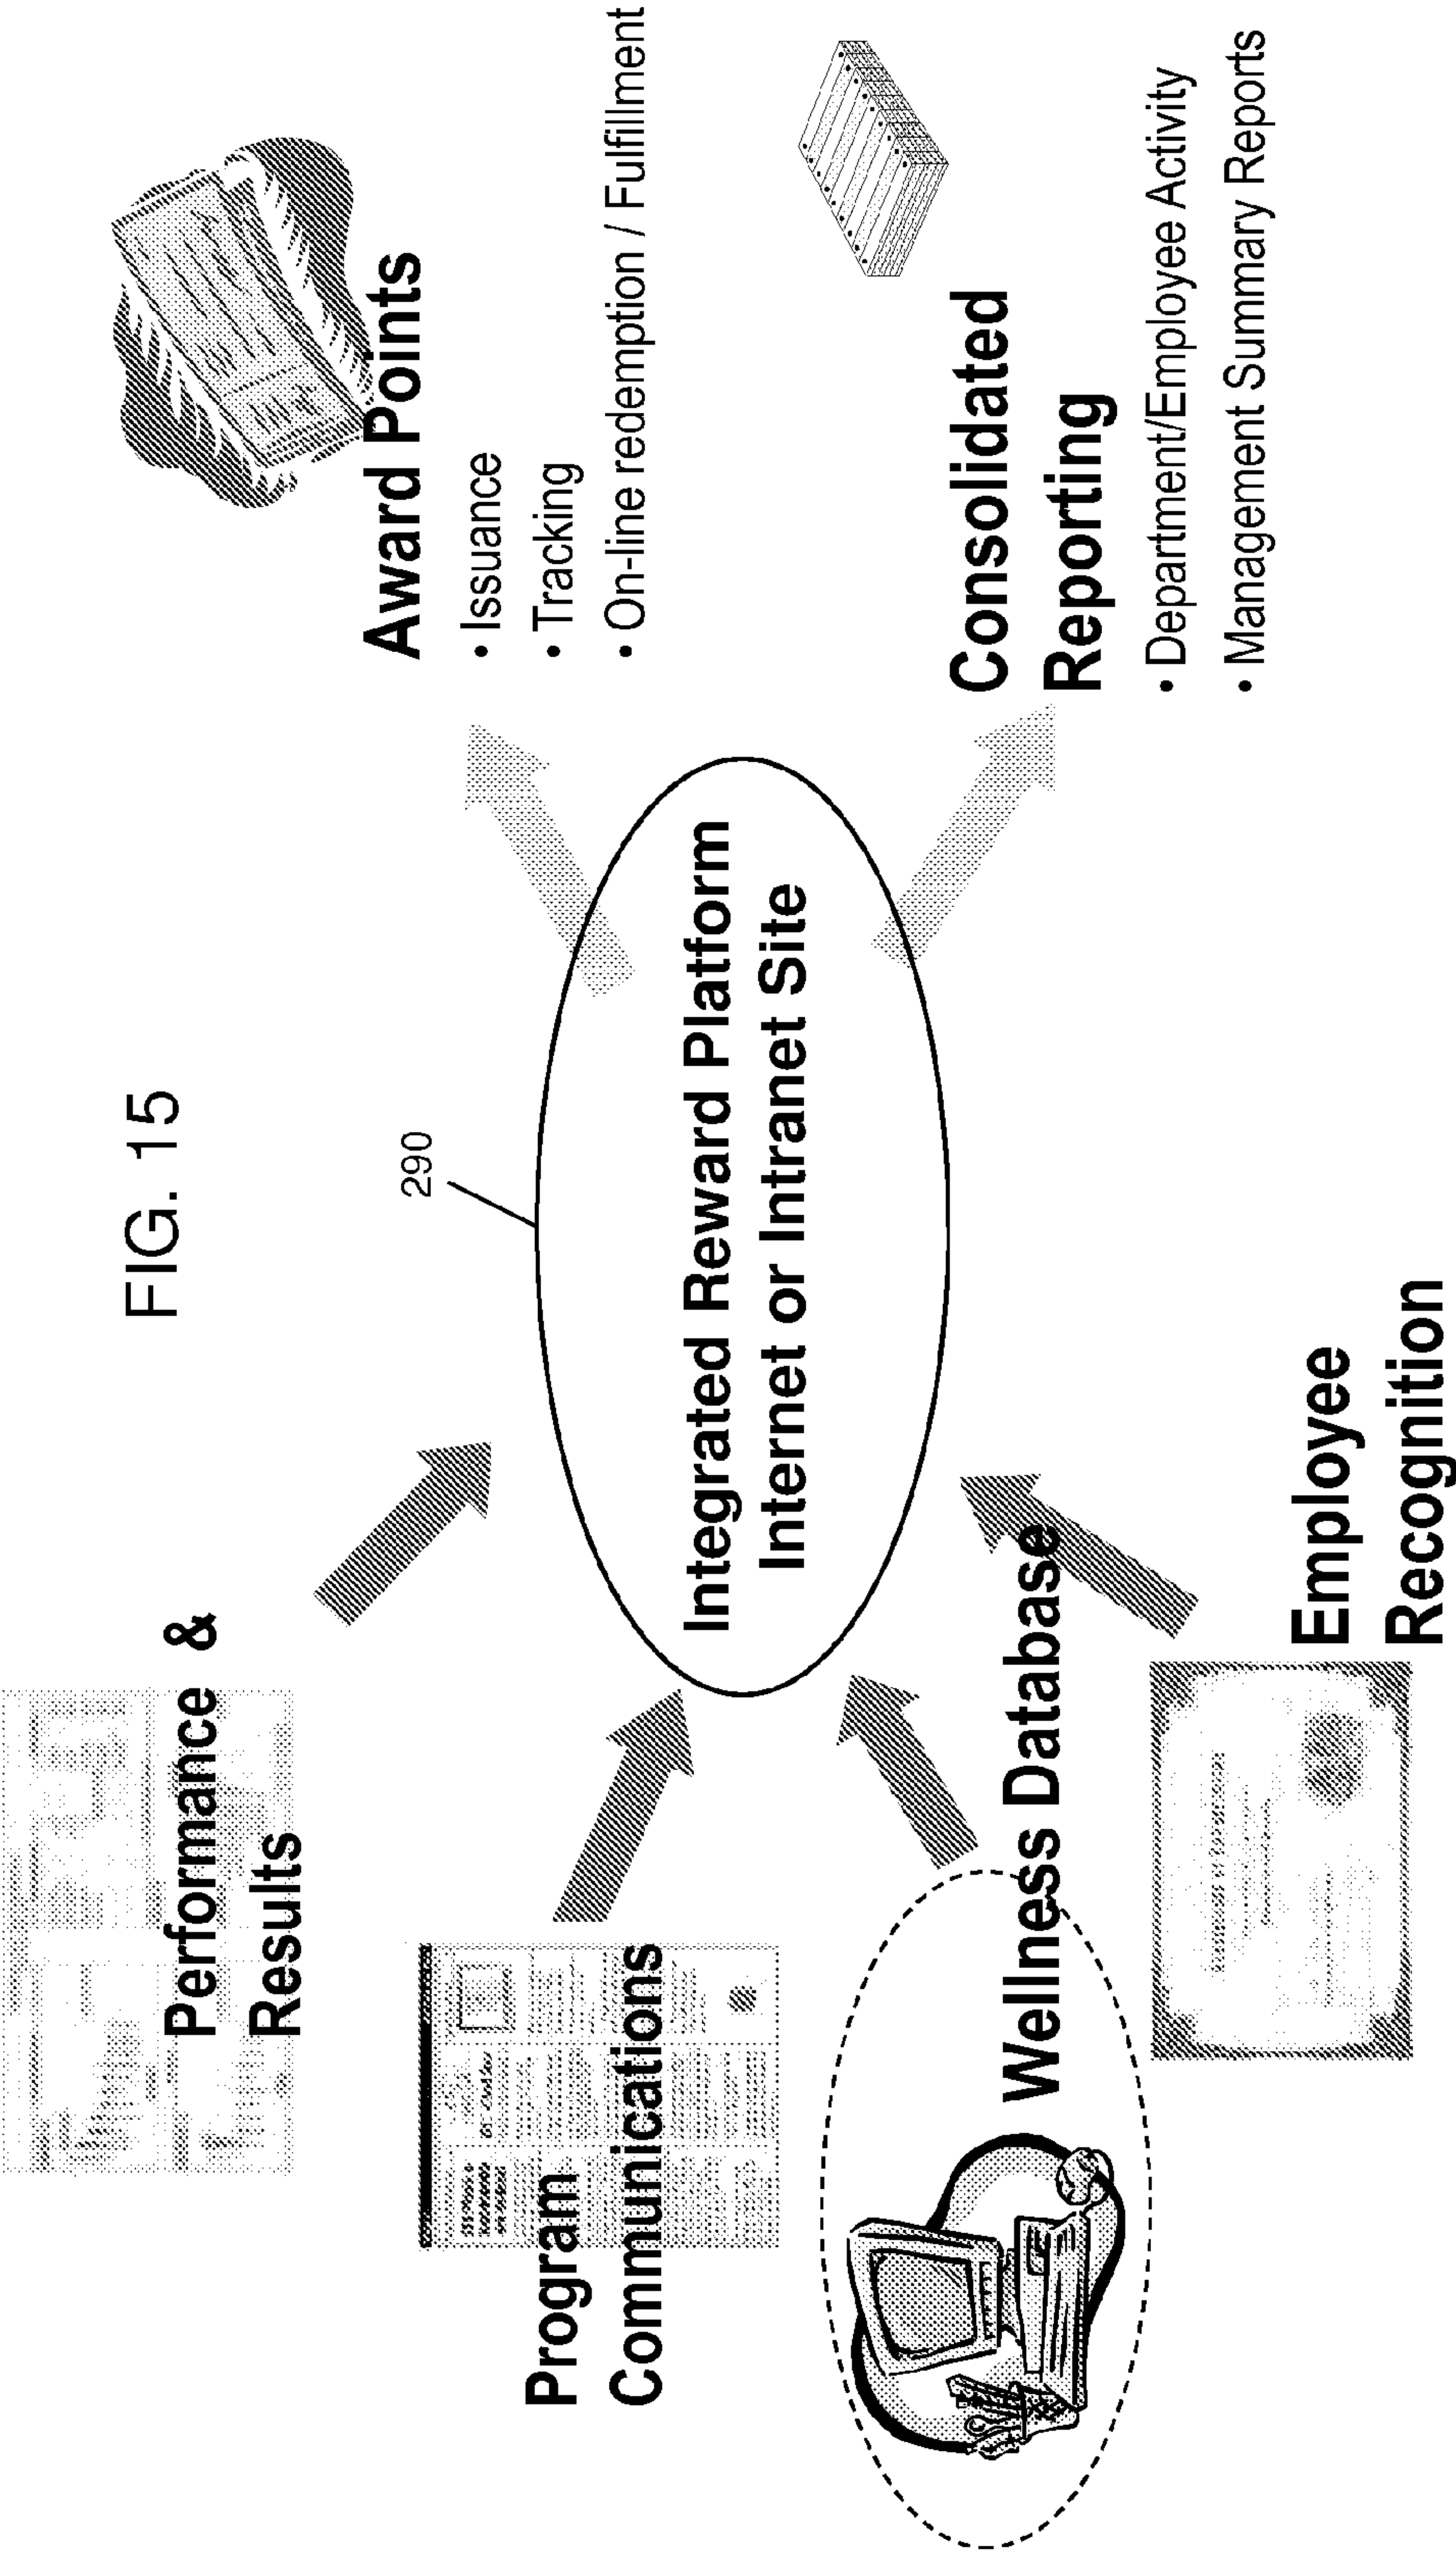 FIG. 15
Performance &
Results
Program
Communications
Wellness Database
Employee
Recognition
290
Integrated Reward Platform
Internet or Intranet Site
Award Points
• Issuance
• Tracking
• On-line redemption / Fulfillment
Consolidated
Reporting
• Department/Employee Activity
• Management Summary Reports